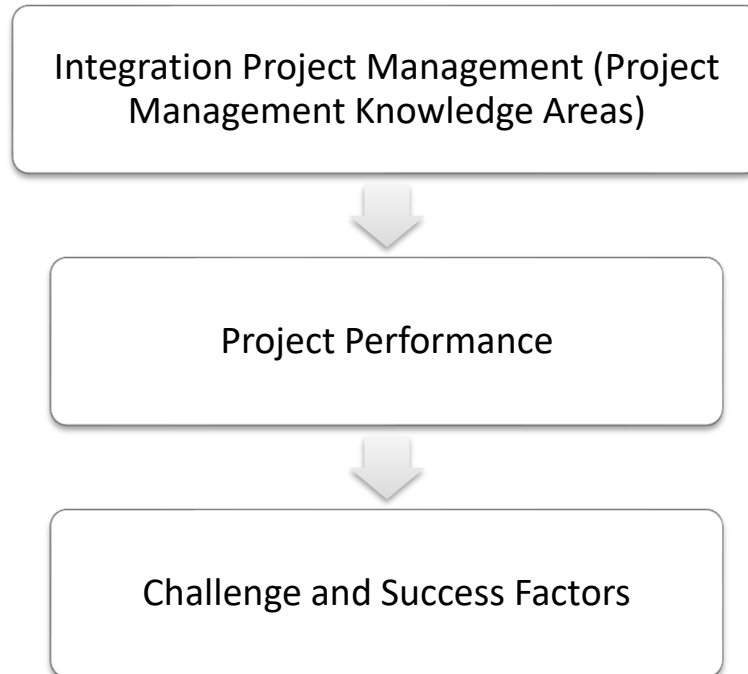 Integration Project Management (Project
Management Knowledge Areas)
Project Performance
Challenge and Success Factors